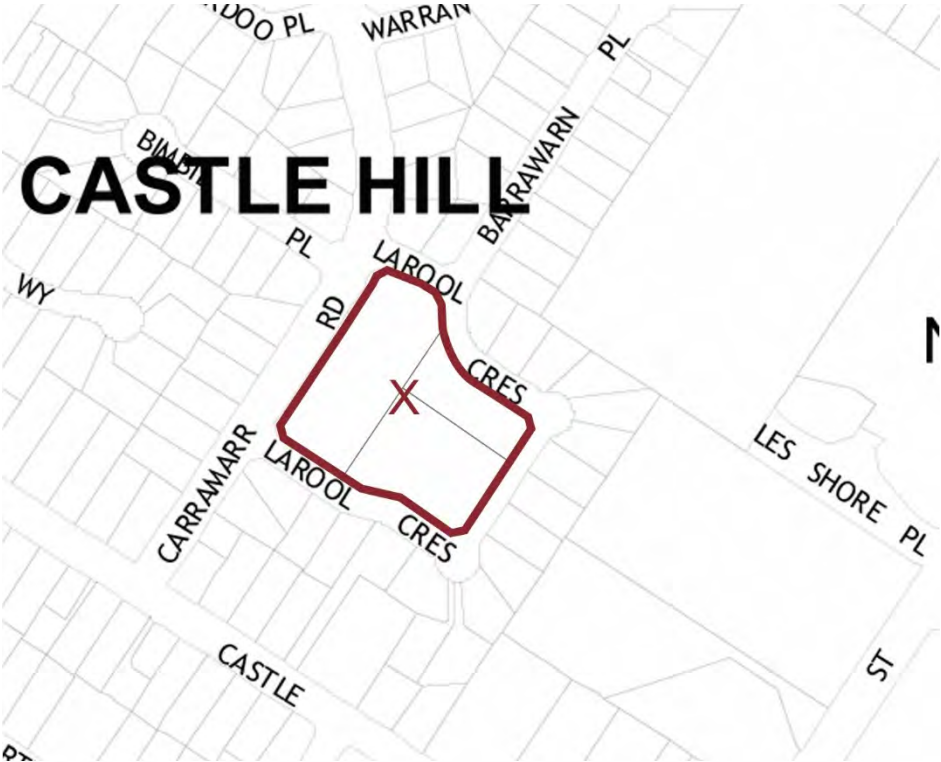 DOO PL
WARRAN
PL
BARRAWARN
BIMBIL
CASTLE HILL
PL
LAROOL
WY
RD
CRES
X
CARRAMARR
LAROOL
CRES
LES SHORE PL
CASTLE
ST